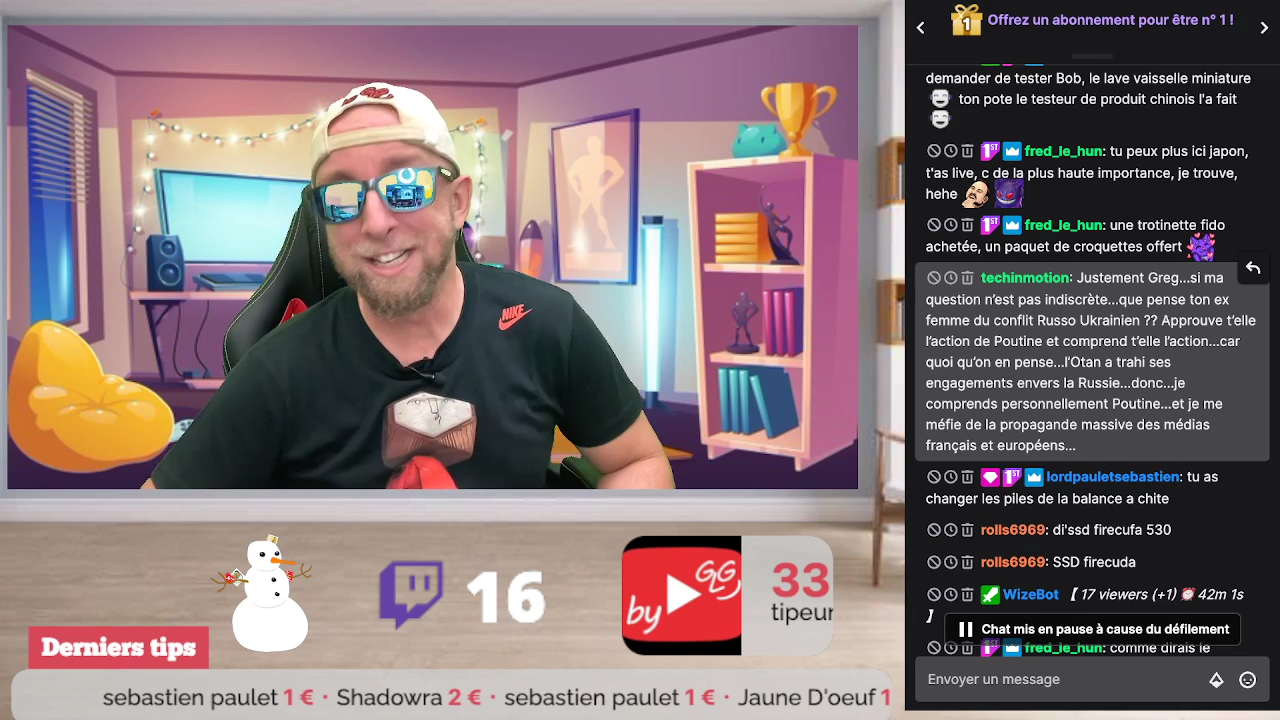 Offrez un abonnement pour être n° 1 !
1
demander de tester Bob, le lave vaisselle miniature
ton pote le testeur de produit chinois l'a fait
fred_le_hun: tu peux plus ici japon,
t'as live, c de la plus haute importance, je trouve,
hehe
fred_le_hun: une trotinette fido
achetée, un paquet de croquettes offert
techinmotion: Justement Greg...si ma
question n'est pas indiscrète...que pense ton ex
femme du conflit Russo Ukrainien ?? Approuve t'elle
l'action de Poutine et comprend t'elle l'action...car
quoi qu'on en pense...l'Otan a trahi ses
engagements envers la Russie...donc...je
comprends personnellement Poutine...et je me
méfie de la propagande massive des médias
français et européens...
lordpauletsebastien: tu as
changer les piles de la balance a chite
rolls6969: di'ssd firecufa 530
rolls6969: SSD firecuda
WizeBot 【 17 viewers (+1) ⏰ 42m 1s
】
Chat mis en pause à cause du défilement
fred_le_hun: comme dirais le
Envoyer un message
NIKE
16
by GG
33
tipeur
Derniers tips
sebastien paulet 1 € · Shadowra 2 € · sebastien paulet 1 € · Jaune D'oeuf 1